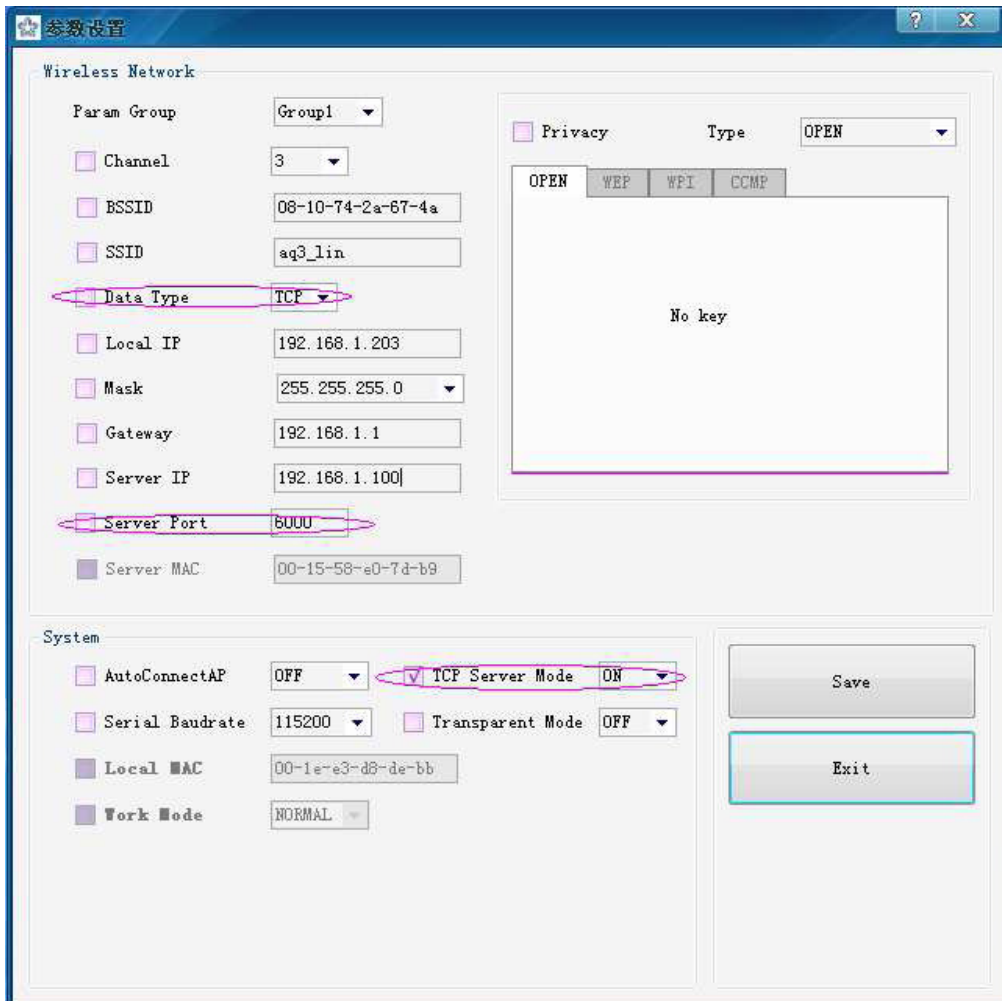 参数设置
Wireless Network
Param Group Group1
Channel 3
BSSID 08-10-74-2a-67-4a
SSID aq3_lin
Data Type TCP
Local IP 192.168.1.203
Mask 255.255.255.0
Gateway 192.168.1.1
Server IP 192.168.1.100
Server Port 6000
Server MAC 00-15-58-e0-7d-b9
Privacy Type OPEN
OPEN WEP WPI CCMP
No key
System
AutoConnectAP OFF TCP Server Mode ON
Serial Baudrate 115200 Transparent Mode OFF
Local MAC 00-1e-e3-d8-de-bb
Work Mode NORMAL
Save
Exit